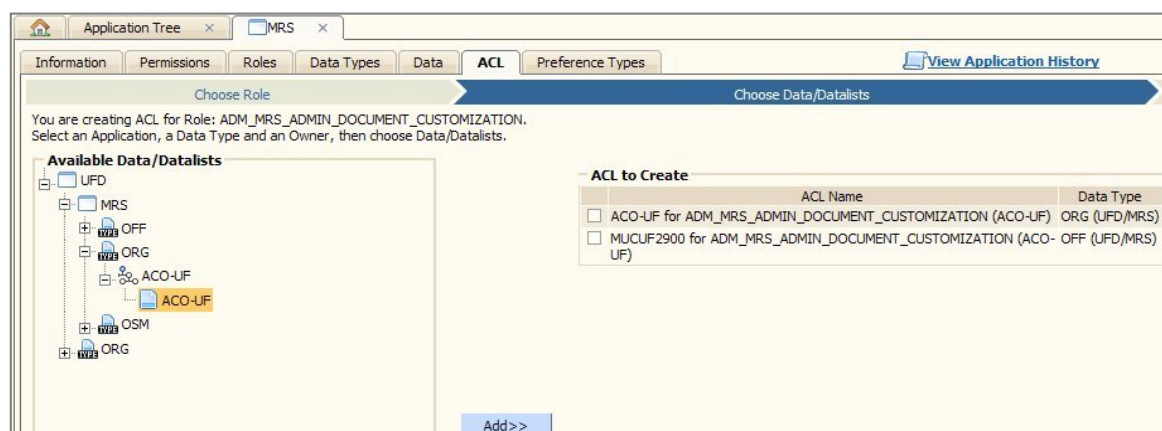 Application Tree × MRS ×
Information Permissions Roles Data Types Data ACL Preference Types View Application History
Choose Role Choose Data/Datalists
You are creating ACL for Role: ADM_MRS_ADMIN_DOCUMENT_CUSTOMIZATION.
Select an Application, a Data Type and an Owner, then choose Data/Datalists.
Available Data/Datalists
UFD
MRS
TYPE OFF
TYPE ORG
ACO-UF
ACO-UF
TYPE OSM
TYPE ORG
Add>>
ACL to Create
ACL Name Data Type
ACO-UF for ADM_MRS_ADMIN_DOCUMENT_CUSTOMIZATION (ACO-UF) ORG (UFD/MRS)
MUCUF2900 for ADM_MRS_ADMIN_DOCUMENT_CUSTOMIZATION (ACO- OFF (UFD/MRS)
UF)